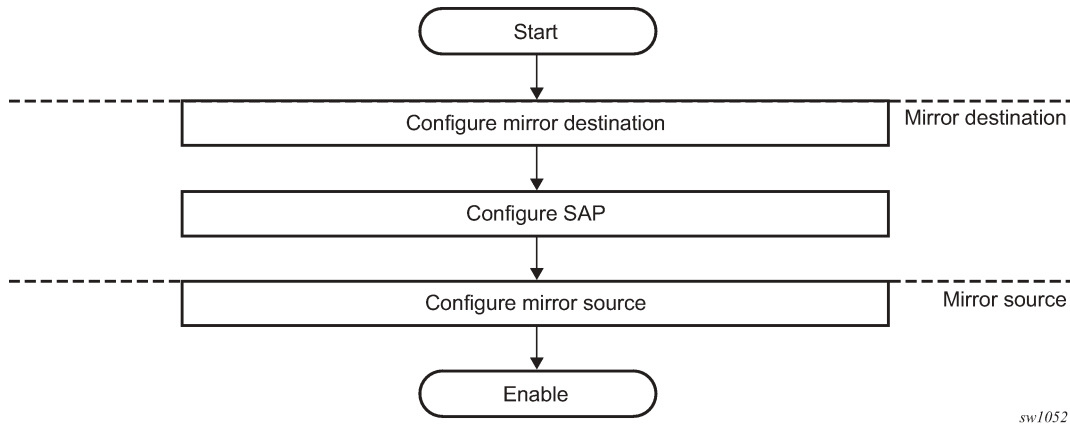 Start
Configure mirror destination
Mirror destination
Configure SAP
Configure mirror source
Mirror source
Enable
sw1052